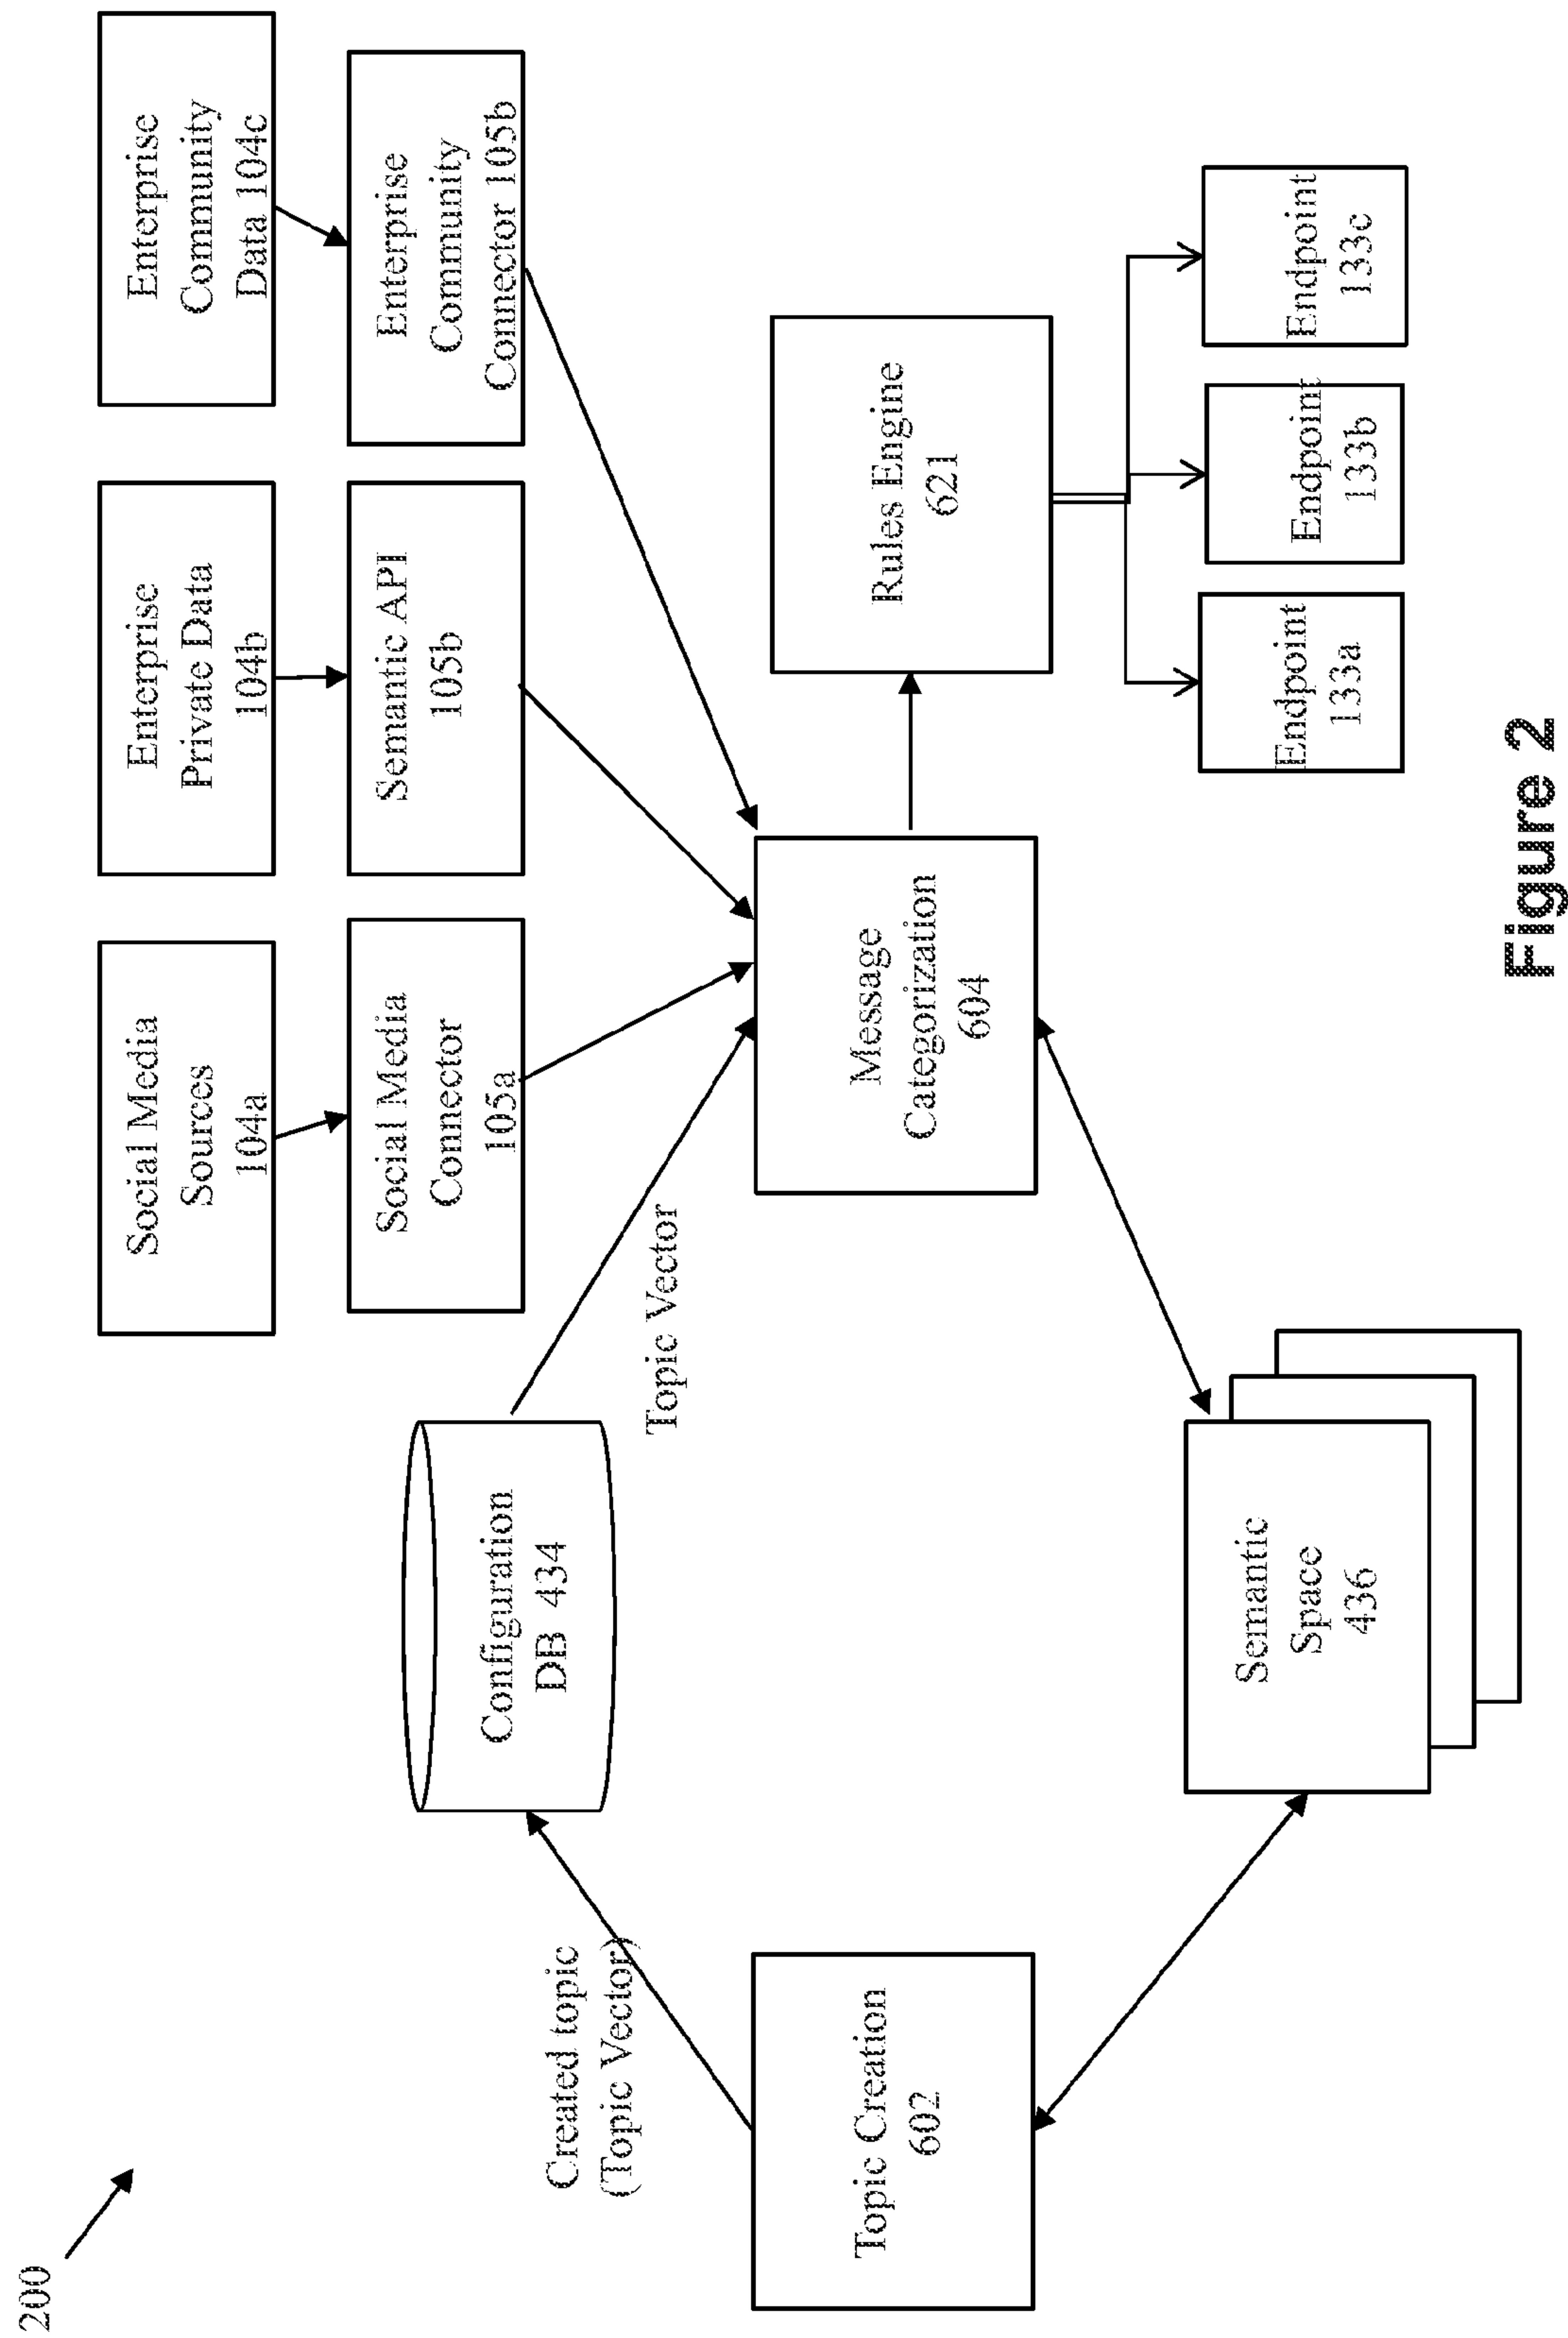 200
Social Media
Sources
104a
Enterprise
Private Data
104b
Enterprise
Community
Data 104c
Social Media
Connector
105a
Semantic API
105b
Enterprise
Community
Connector 105b
Configuration
DB 434
Created topic
(Topic Vector)
Topic Vector
Topic Creation
602
Message
Categorization
604
Rules Engine
621
Semantic
Space
436
Endpoint
133a
Endpoint
133b
Endpoint
133c
Figure 2